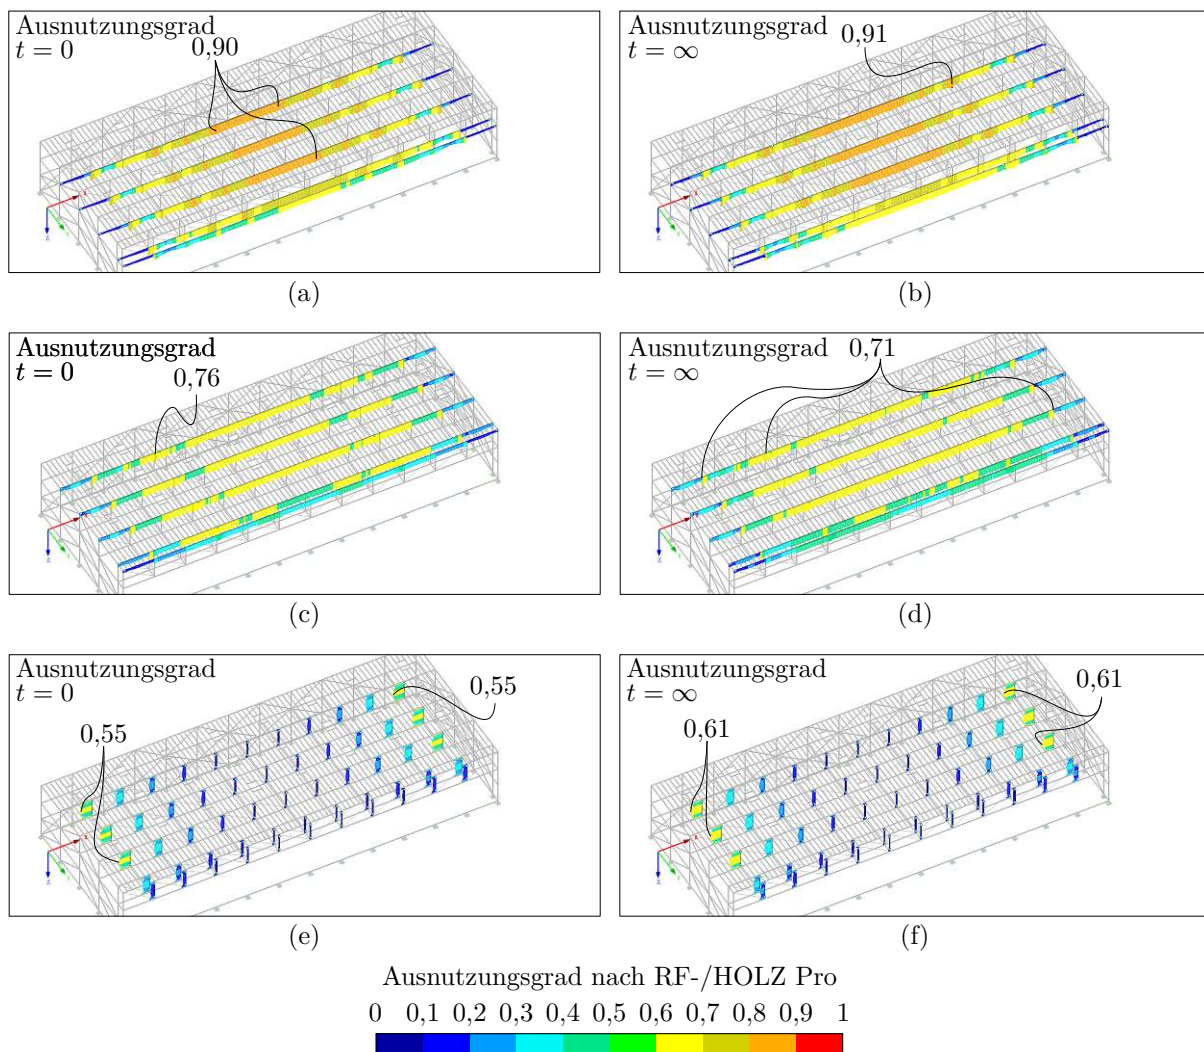 Ausnutzungsgrad
t = 0
0,90
Ausnutzungsgrad
t = ∞
0,91
(a)
(b)
Ausnutzungsgrad
t = 0
0,76
Ausnutzungsgrad
t = ∞
0,71
(c)
(d)
Ausnutzungsgrad
t = 0
0,55
0,55
Ausnutzungsgrad
t = ∞
0,61
0,61
(e)
(f)
Ausnutzungsgrad nach RF-/HOLZ Pro
0 0,1 0,2 0,3 0,4 0,5 0,6 0,7 0,8 0,9 1